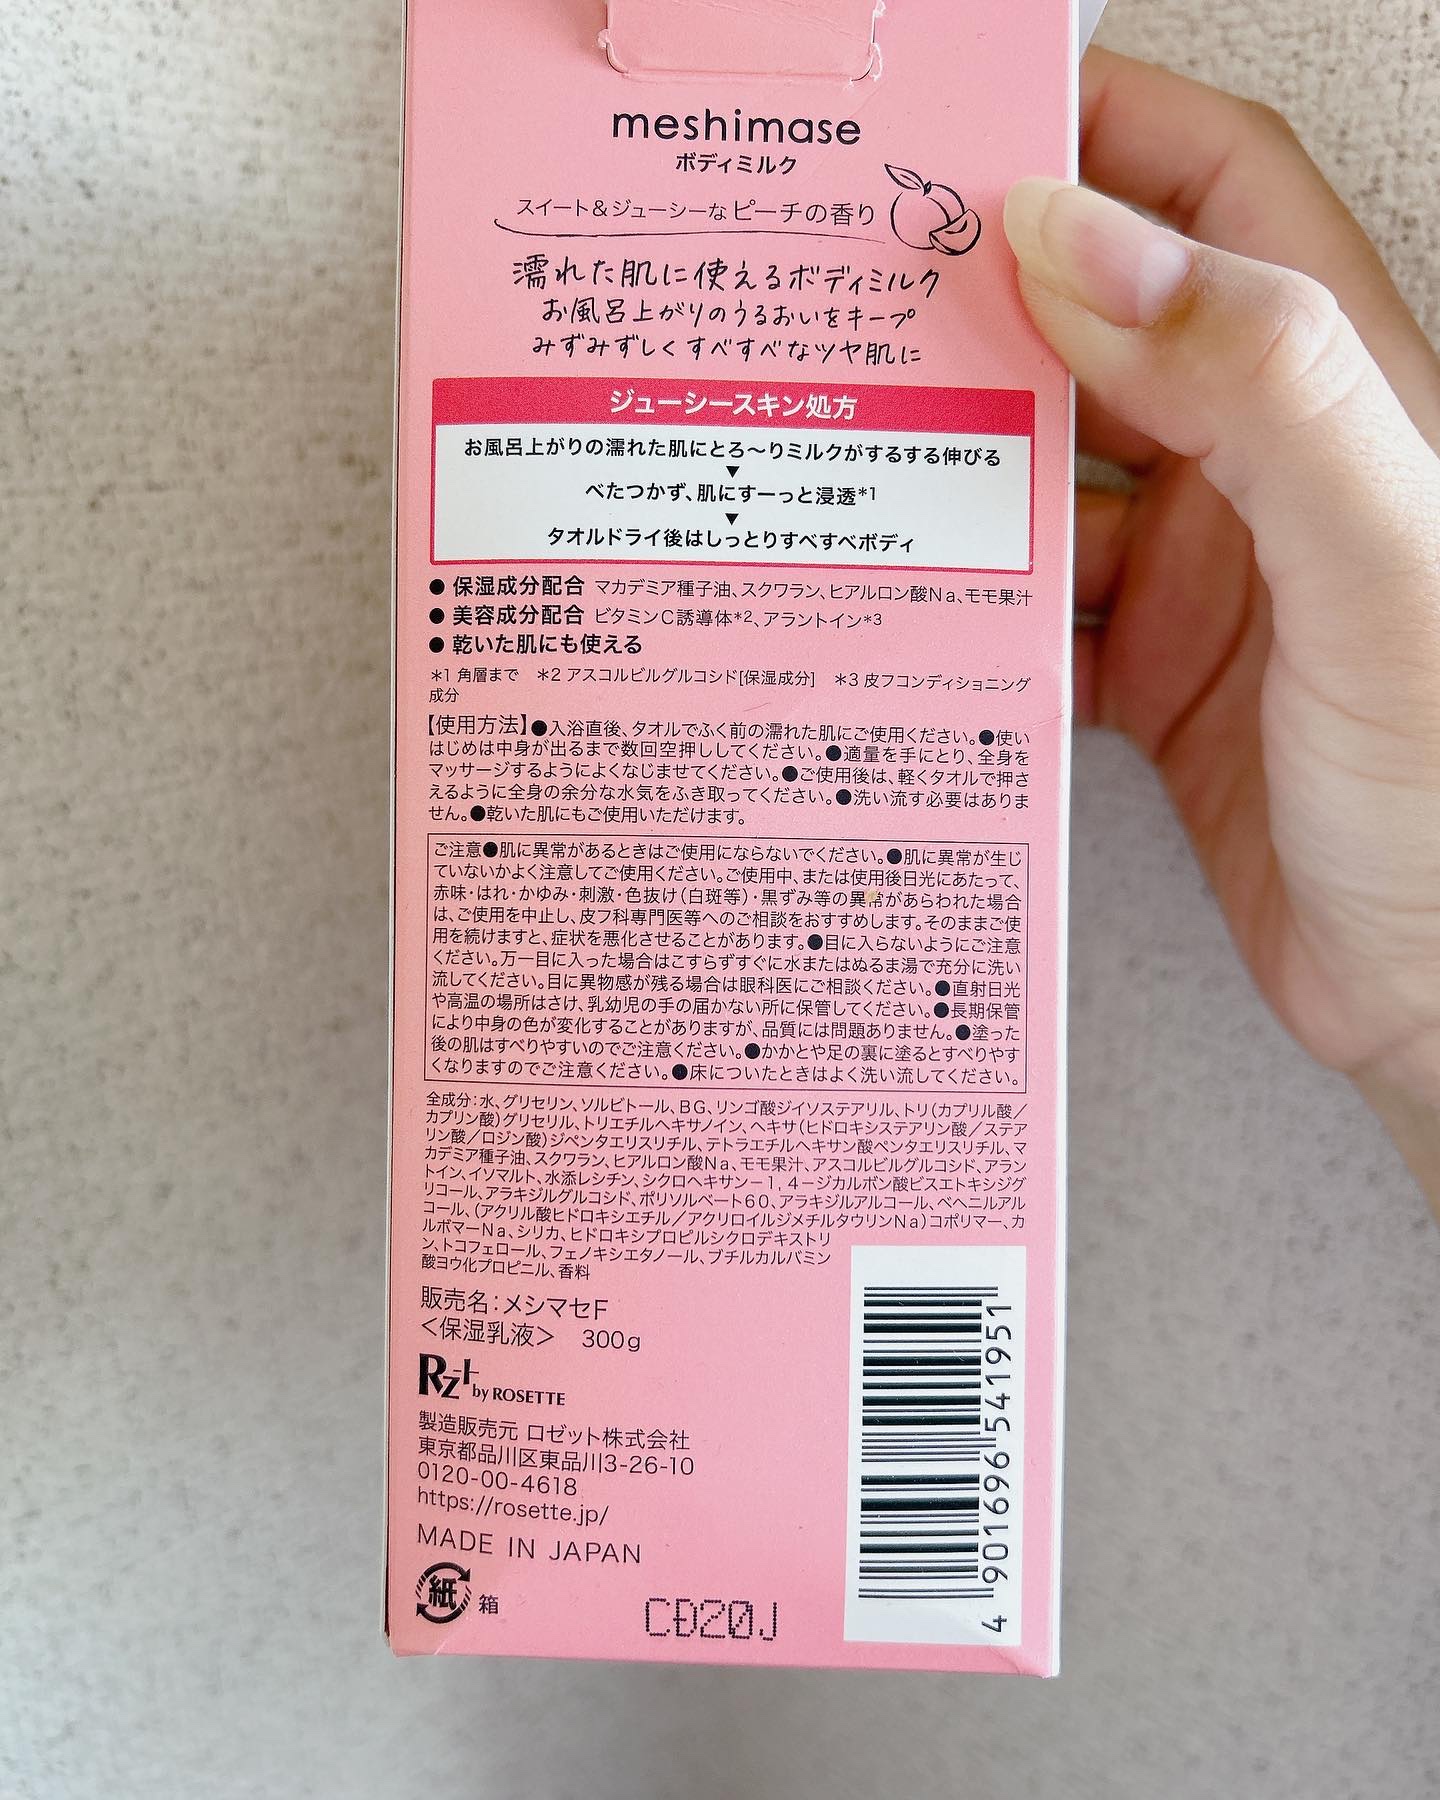 meshimase
ボディミルク
スイート&ジューシーなピーチの香り
濡れた肌に使えるボディミルク
お風呂上がりのうるおいをキープ
みずみずしくすべすべなツヤ肌に
ジューシースキン処方
お風呂上がりの濡れた肌にとろ〜りミルクがするする伸びる
▼
べたつかず、肌にすーっと浸透*1
▼
タオルドライ後はしっとりすべすべボディ
● 保湿成分配合 マカデミア種子油、スクワラン、ヒアルロン酸Na、モモ果汁
● 美容成分配合 ビタミンC誘導体*2、アラントイン*3
● 乾いた肌にも使える
*1 角層まで *2 アスコルビルグルコシド[保湿成分] *3 皮フコンディショニング
成分
【使用方法】●入浴直後、タオルでふく前の濡れた肌にご使用ください。●使い
はじめは中身が出るまで数回空押ししてください。●適量を手にとり、全身を
マッサージするようによくなじませてください。●ご使用後は、軽くタオルで押さ
えるように全身の余分な水気をふき取ってください。●洗い流す必要はありま
せん。●乾いた肌にもご使用いただけます。
ご注意●肌に異常があるときはご使用にならないでください。●肌に異常が生じ
ていないかよく注意してご使用ください。ご使用中、または使用後日光にあたって、
赤味・はれ・かゆみ・刺激・色抜け(白斑等)・黒ずみ等の異常があらわれた場合
は、ご使用を中止し、皮フ科専門医等へのご相談をおすすめします。そのままご使
用を続けますと、症状を悪化させることがあります。●目に入らないようにご注意
ください。万一目に入った場合はこすらずすぐに水またはぬるま湯で充分に洗い
流してください。目に異物感が残る場合は眼科医にご相談ください。●直射日光
や高温の場所はさけ、乳幼児の手の届かない所に保管してください。●長期保管
により中身の色が変化することがありますが、品質には問題ありません。●塗った
後の肌はすべりやすいのでご注意ください。●かかとや足の裏に塗るとすべりやす
くなりますのでご注意ください。●床についたときはよく洗い流してください。
全成分:水、グリセリン、ソルビトール、BG、リンゴ酸ジイソステアリル、トリ(カプリル酸/
カプリン酸)グリセリル、トリエチルヘキサノイン、ヘキサ(ヒドロキシステアリン酸/ステア
リン酸/ロジン酸)ジペンタエリスリチル、テトラエチルヘキサン酸ペンタエリスリチル、マ
カデミア種子油、スクワラン、ヒアルロン酸Na、モモ果汁、アスコルビルグルコシド、アラン
トイン、イソマルト、水添レシチン、シクロヘキサン-1,4-ジカルボン酸ビスエトキシジグ
リコール、アラキジルグルコシド、ポリソルベート60、アラキジルアルコール、ベヘニルアル
コール、(アクリル酸ヒドロキシエチル/アクリロイルジメチルタウリンNa)コポリマー、カ
ルボマーNa、シリカ、ヒドロキシプロピルシクロデキストリ
ン、トコフェロール、フェノキシエタノール、ブチルカルバミン
酸ヨウ化プロピニル、香料
販売名:メシマセF
<保湿乳液> 300g
Rz+ by ROSETTE
製造販売元 ロゼット株式会社
東京都品川区東品川3-26-10
0120-00-4618
https://rosette.jp/
MADE IN JAPAN
紙 箱
CD20J
4 901696 541951